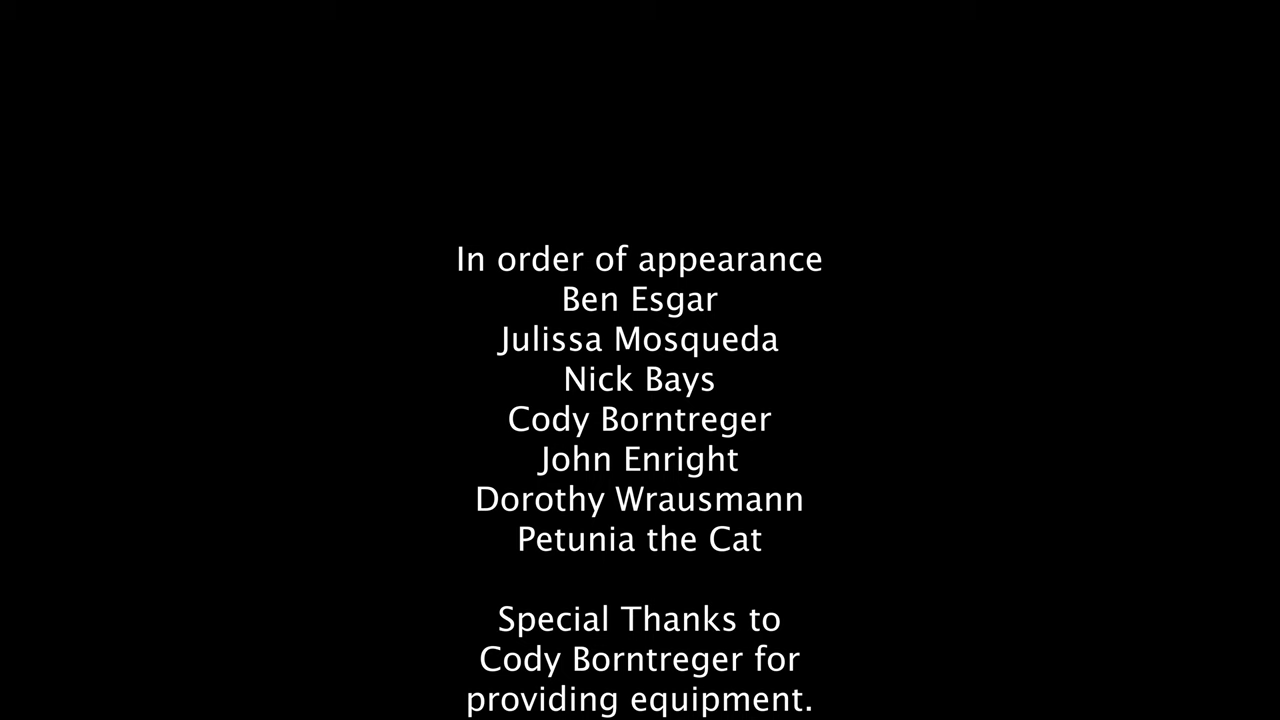 In order of appearance
Ben Esgar
Julissa Mosqueda
Nick Bays
Cody Borntreger
John Enright
Dorothy Wrausmann
Petunia the Cat
Special Thanks to
Cody Borntreger for
providing equipment.